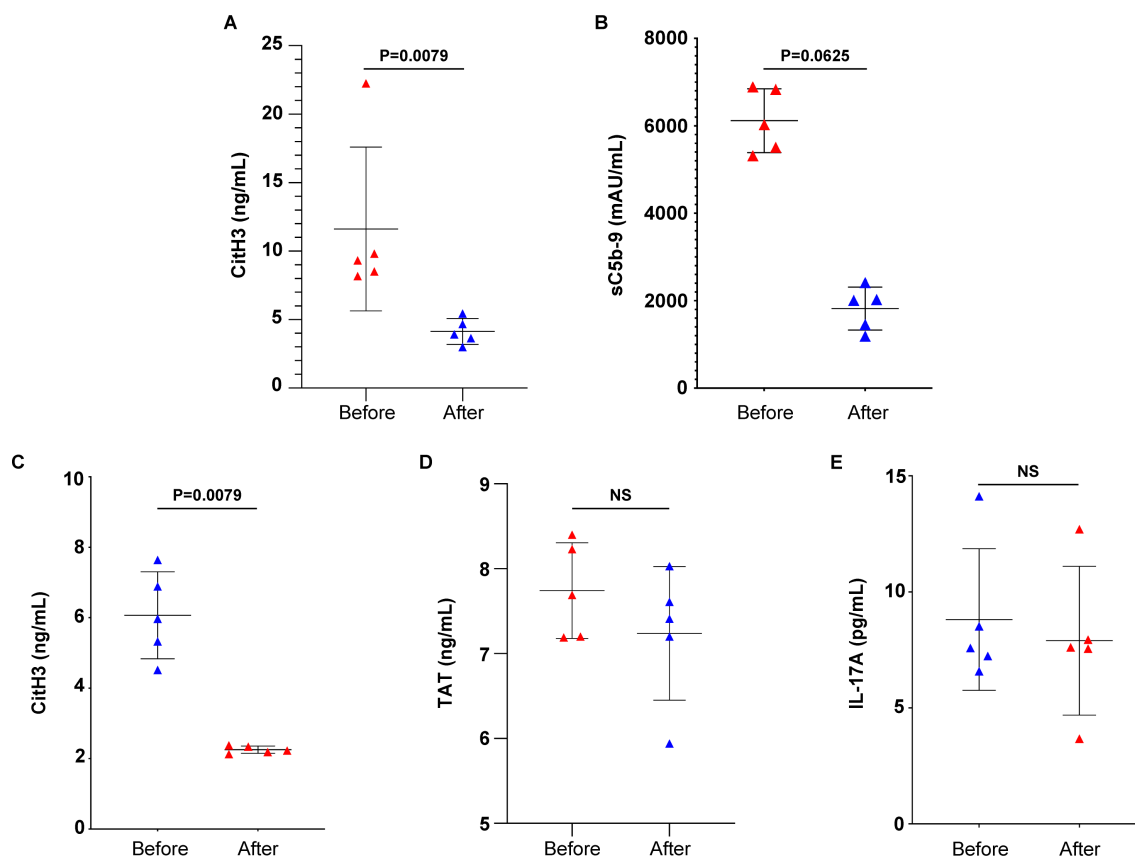 A
CitH3 (ng/mL)
25
20
15
10
5
0
P=0.0079
Before
After
B
sC5b-9 (mAU/mL)
8000
6000
4000
2000
0
P=0.0625
Before
After
C
CitH3 (ng/mL)
10
8
6
4
2
0
P=0.0079
Before
After
D
TAT (ng/mL)
9
8
7
6
5
NS
Before
After
E
IL-17A (pg/mL)
15
10
5
0
NS
Before
After